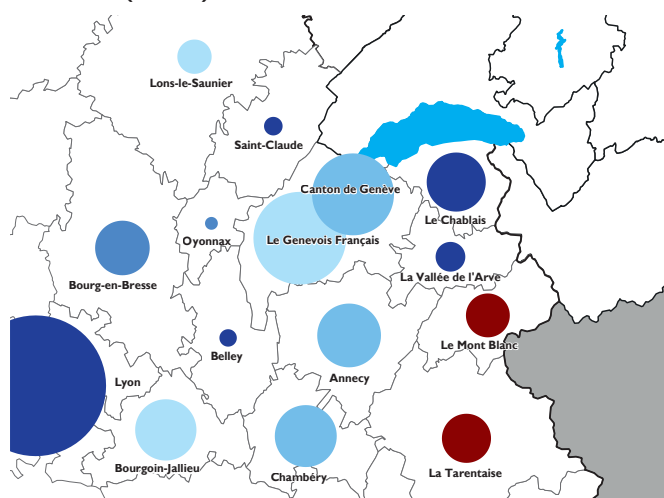 Lons-le-Saunier
Saint-Claude
Canton de Genève
Le Chablais
Oyonnax
Le Genevois Français
La Vallée de l'Arve
Bourg-en-Bresse
Le Mont Blanc
Belley
Annecy
Lyon
Bourgoin-Jallieu
Chambéry
La Tarentaise